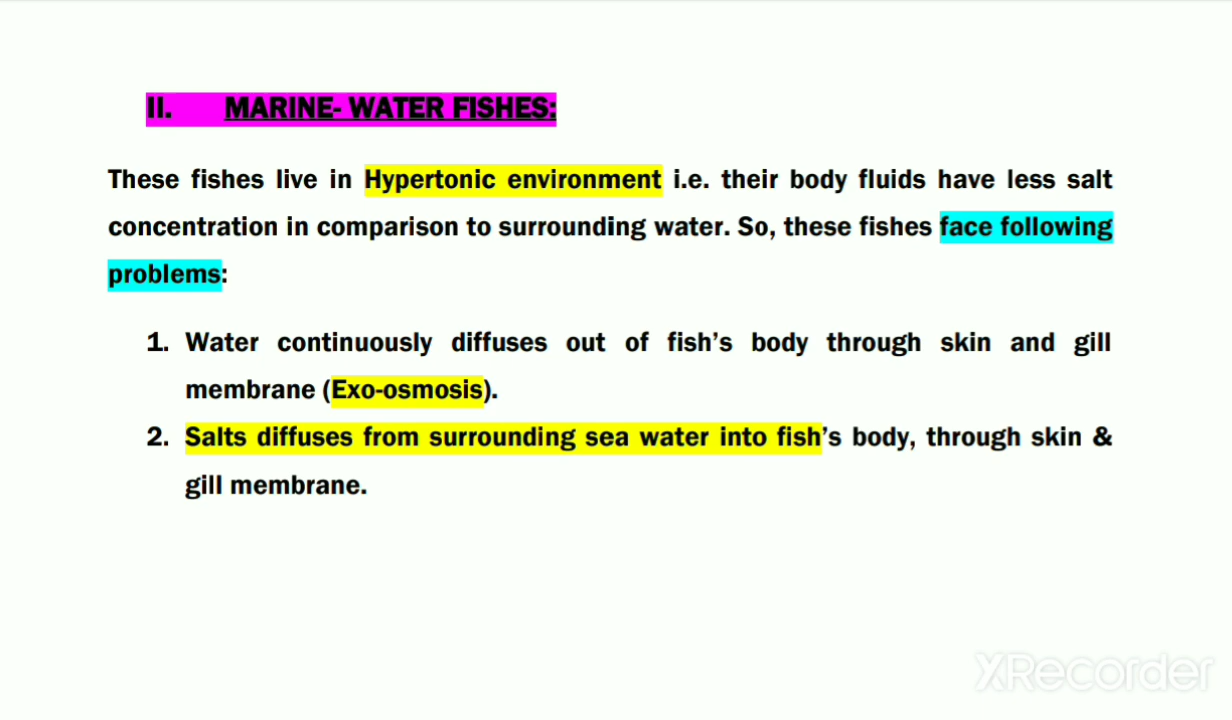 II. MARINE- WATER FISHES:
These fishes live in Hypertonic environment i.e. their body fluids have less salt
concentration in comparison to surrounding water. So, these fishes face following
problems:
1. Water continuously diffuses out of fish’s body through skin and gill
membrane (Exo-osmosis).
2. Salts diffuses from surrounding sea water into fish’s body, through skin &
gill membrane.
XRecorder